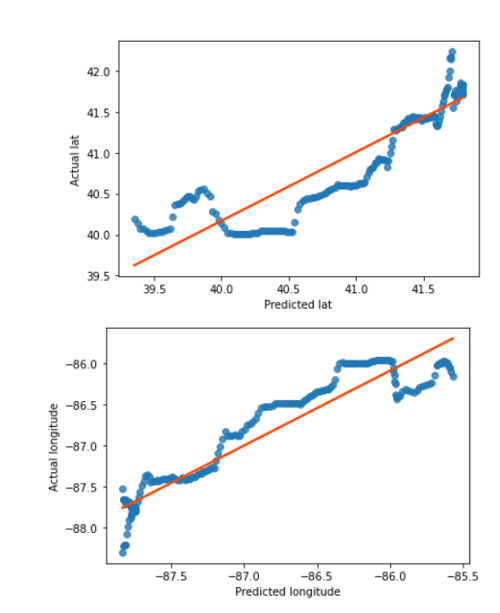 42.0
41.5
41.0
40.5
40.0
39.5
Actual lat
39.5 40.0 40.5 41.0 41.5
Predicted lat
−86.0
−86.5
−87.0
−87.5
−88.0
Actual longitude
−87.5 −87.0 −86.5 −86.0 −85.5
Predicted longitude